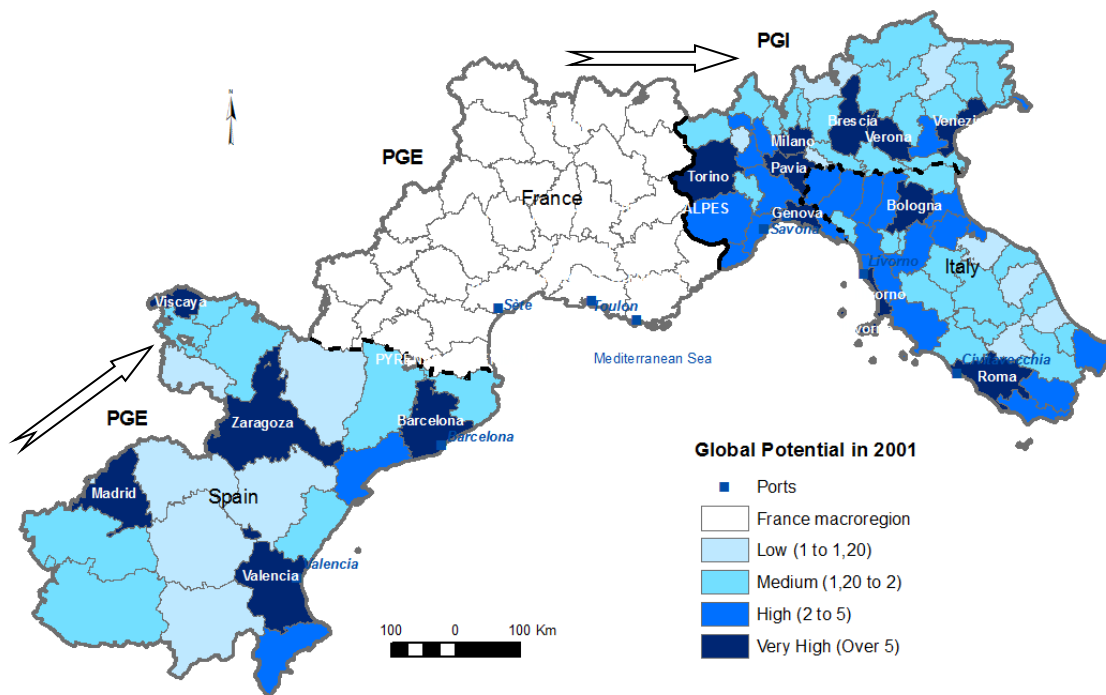 PGI
N
PGE
Brescia
Verona
Milano
Torino
Pavia
France
ALPES
Genova
Savona
Bologna
Livorno
Italy
Viscaya
Sète
Toulon
orno
Mediterranean Sea
Civitavecchia
Roma
PGE
Zaragoza
Barcelona
Barcelona
Madrid
Spain
Valencia
Valencia
Global Potential in 2001
Ports
France macroregion
Low (1 to 1,20)
Medium (1,20 to 2)
High (2 to 5)
Very High (Over 5)
100 0 100 Km